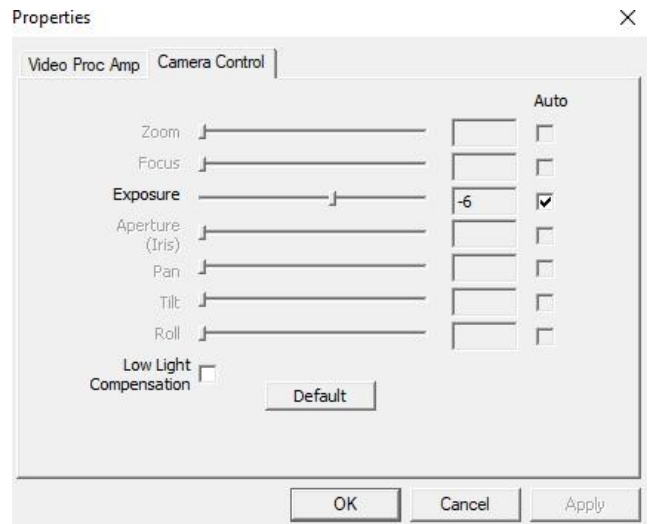 Properties
Video Proc Amp
Camera Control
Auto
Zoom
Focus
Exposure
-6
Aperture
(Iris)
Pan
Tilt
Roll
Low Light
Compensation
Default
OK
Cancel
Apply